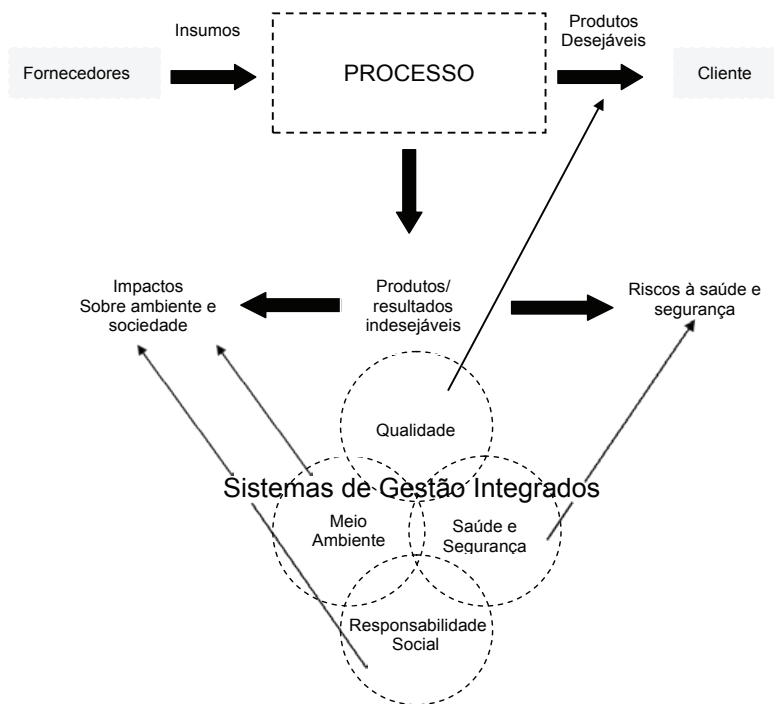 Insumos
Produtos
Desejáveis
Fornecedores
PROCESSO
Cliente
Impactos
Sobre ambiente e
sociedade
Produtos/
resultados
indesejáveis
Riscos à saúde e
segurança
Qualidade
Sistemas de Gestão Integrados
Meio
Ambiente
Saúde e
Segurança
Responsabilidade
Social